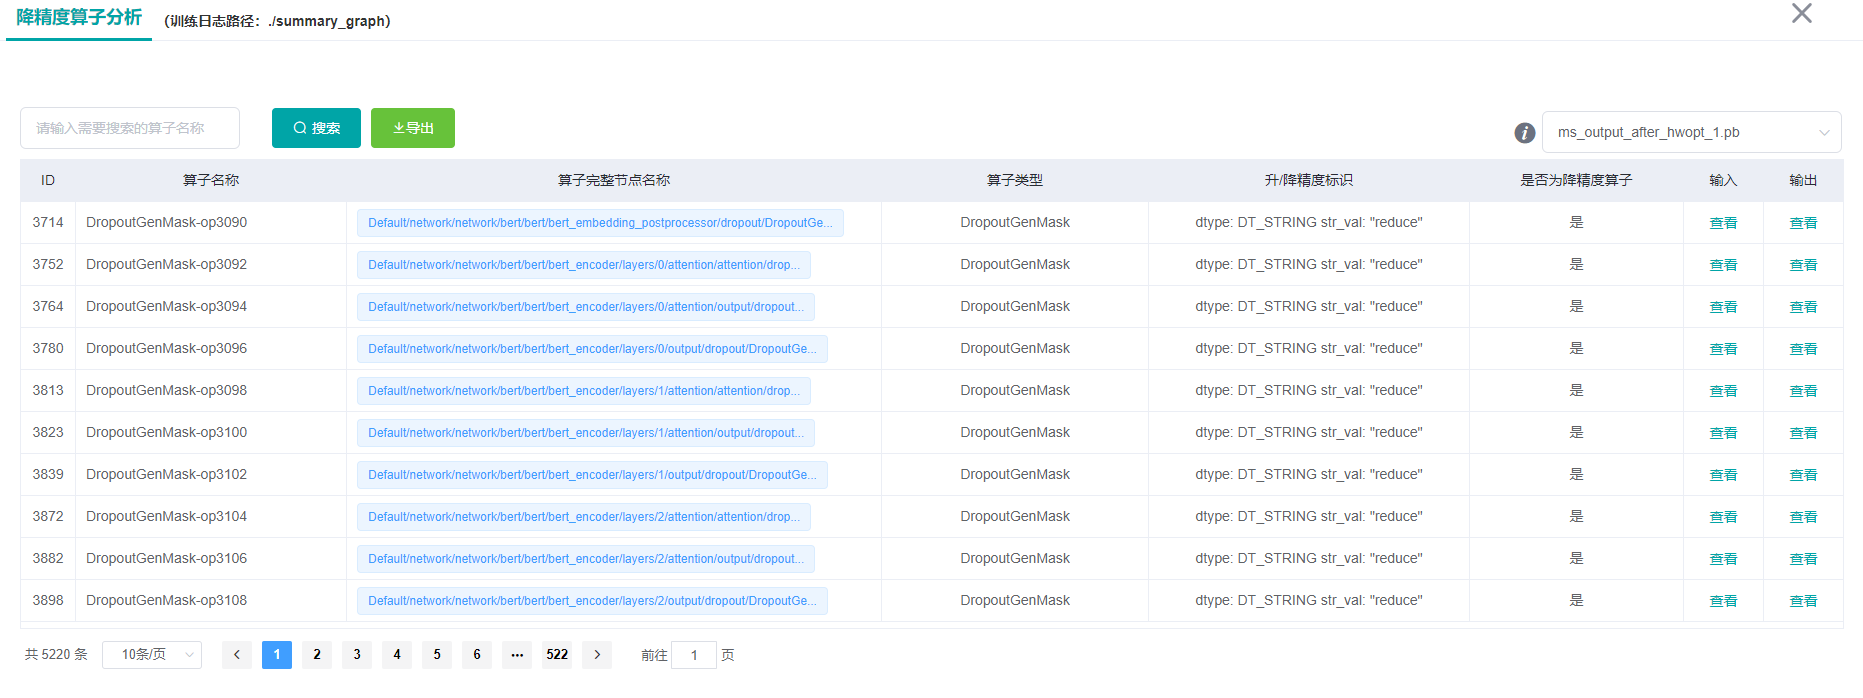 降精度算子分析 （训练日志路径：./summary_graph）
请输入需要搜索的算子名称 搜索 导出 ms_output_after_hwopt_1.pb
ID 算子名称 算子完整节点名称 算子类型 升/降精度标识 是否为降精度算子 输入 输出
3714 DropoutGenMask-op3090 Default/network/network/bert/bert/bert_embedding_postprocessor/dropout/DropoutGe... DropoutGenMask dtype: DT_STRING str_val: "reduce" 是 查看 查看
3752 DropoutGenMask-op3092 Default/network/network/bert/bert/bert_encoder/layers/0/attention/attention/drop... DropoutGenMask dtype: DT_STRING str_val: "reduce" 是 查看 查看
3764 DropoutGenMask-op3094 Default/network/network/bert/bert/bert_encoder/layers/0/attention/output/dropout... DropoutGenMask dtype: DT_STRING str_val: "reduce" 是 查看 查看
3780 DropoutGenMask-op3096 Default/network/network/bert/bert/bert_encoder/layers/0/output/dropout/DropoutGe... DropoutGenMask dtype: DT_STRING str_val: "reduce" 是 查看 查看
3813 DropoutGenMask-op3098 Default/network/network/bert/bert/bert_encoder/layers/1/attention/attention/drop... DropoutGenMask dtype: DT_STRING str_val: "reduce" 是 查看 查看
3823 DropoutGenMask-op3100 Default/network/network/bert/bert/bert_encoder/layers/1/attention/output/dropout... DropoutGenMask dtype: DT_STRING str_val: "reduce" 是 查看 查看
3839 DropoutGenMask-op3102 Default/network/network/bert/bert/bert_encoder/layers/1/output/dropout/DropoutGe... DropoutGenMask dtype: DT_STRING str_val: "reduce" 是 查看 查看
3872 DropoutGenMask-op3104 Default/network/network/bert/bert/bert_encoder/layers/2/attention/attention/drop... DropoutGenMask dtype: DT_STRING str_val: "reduce" 是 查看 查看
3882 DropoutGenMask-op3106 Default/network/network/bert/bert/bert_encoder/layers/2/attention/output/dropout... DropoutGenMask dtype: DT_STRING str_val: "reduce" 是 查看 查看
3898 DropoutGenMask-op3108 Default/network/network/bert/bert/bert_encoder/layers/2/output/dropout/DropoutGe... DropoutGenMask dtype: DT_STRING str_val: "reduce" 是 查看 查看
共 5220 条 10条/页 1 2 3 4 5 6 ... 522 前往 1 页